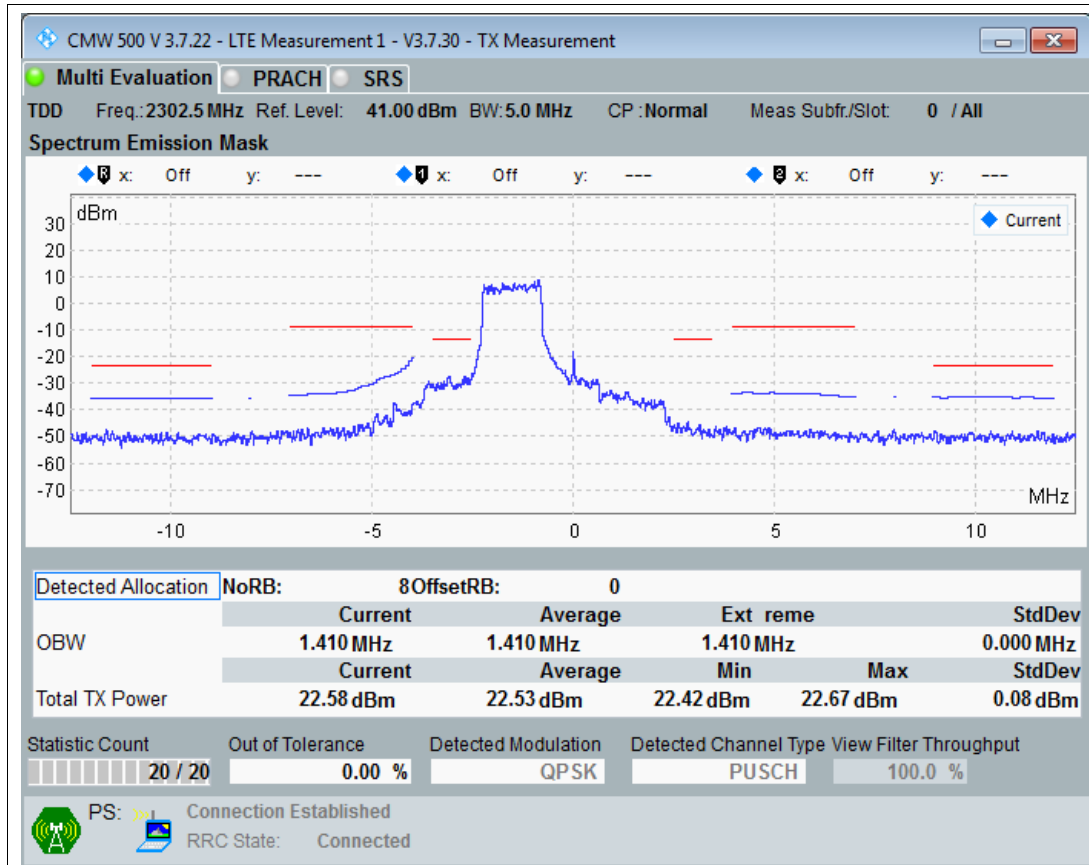 CMW 500 V 3.7.22 - LTE Measurement 1 - V3.7.30 - TX Measurement
Multi Evaluation PRACH SRS
TDD Freq.: 2302.5 MHz Ref. Level: 41.00 dBm BW: 5.0 MHz CP : Normal Meas Subfr./Slot: 0 / All
Spectrum Emission Mask
R x: Off y: --- 1 x: Off y: --- 2 x: Off y: ---
dBm
Current
30
20
10
0
-10
-20
-30
-40
-50
-60
-70
MHz
-10 -5 0 5 10
Detected Allocation NoRB: 8 OffsetRB: 0
Current Average Ext reme StdDev
OBW 1.410 MHz 1.410 MHz 1.410 MHz 0.000 MHz
Current Average Min Max StdDev
Total TX Power 22.58 dBm 22.53 dBm 22.42 dBm 22.67 dBm 0.08 dBm
Statistic Count Out of Tolerance Detected Modulation Detected Channel Type View Filter Throughput
20 / 20 0.00 % QPSK PUSCH 100.0 %
PS: Connection Established
RRC State: Connected